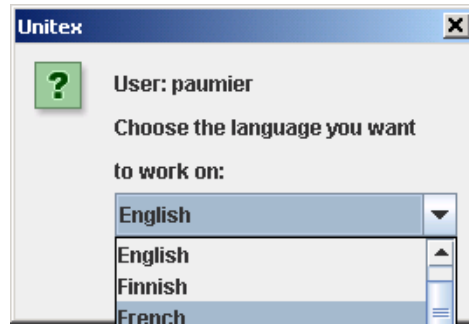 Unitex
?
User: paumier
Choose the language you want
to work on:
English
English
Finnish
French